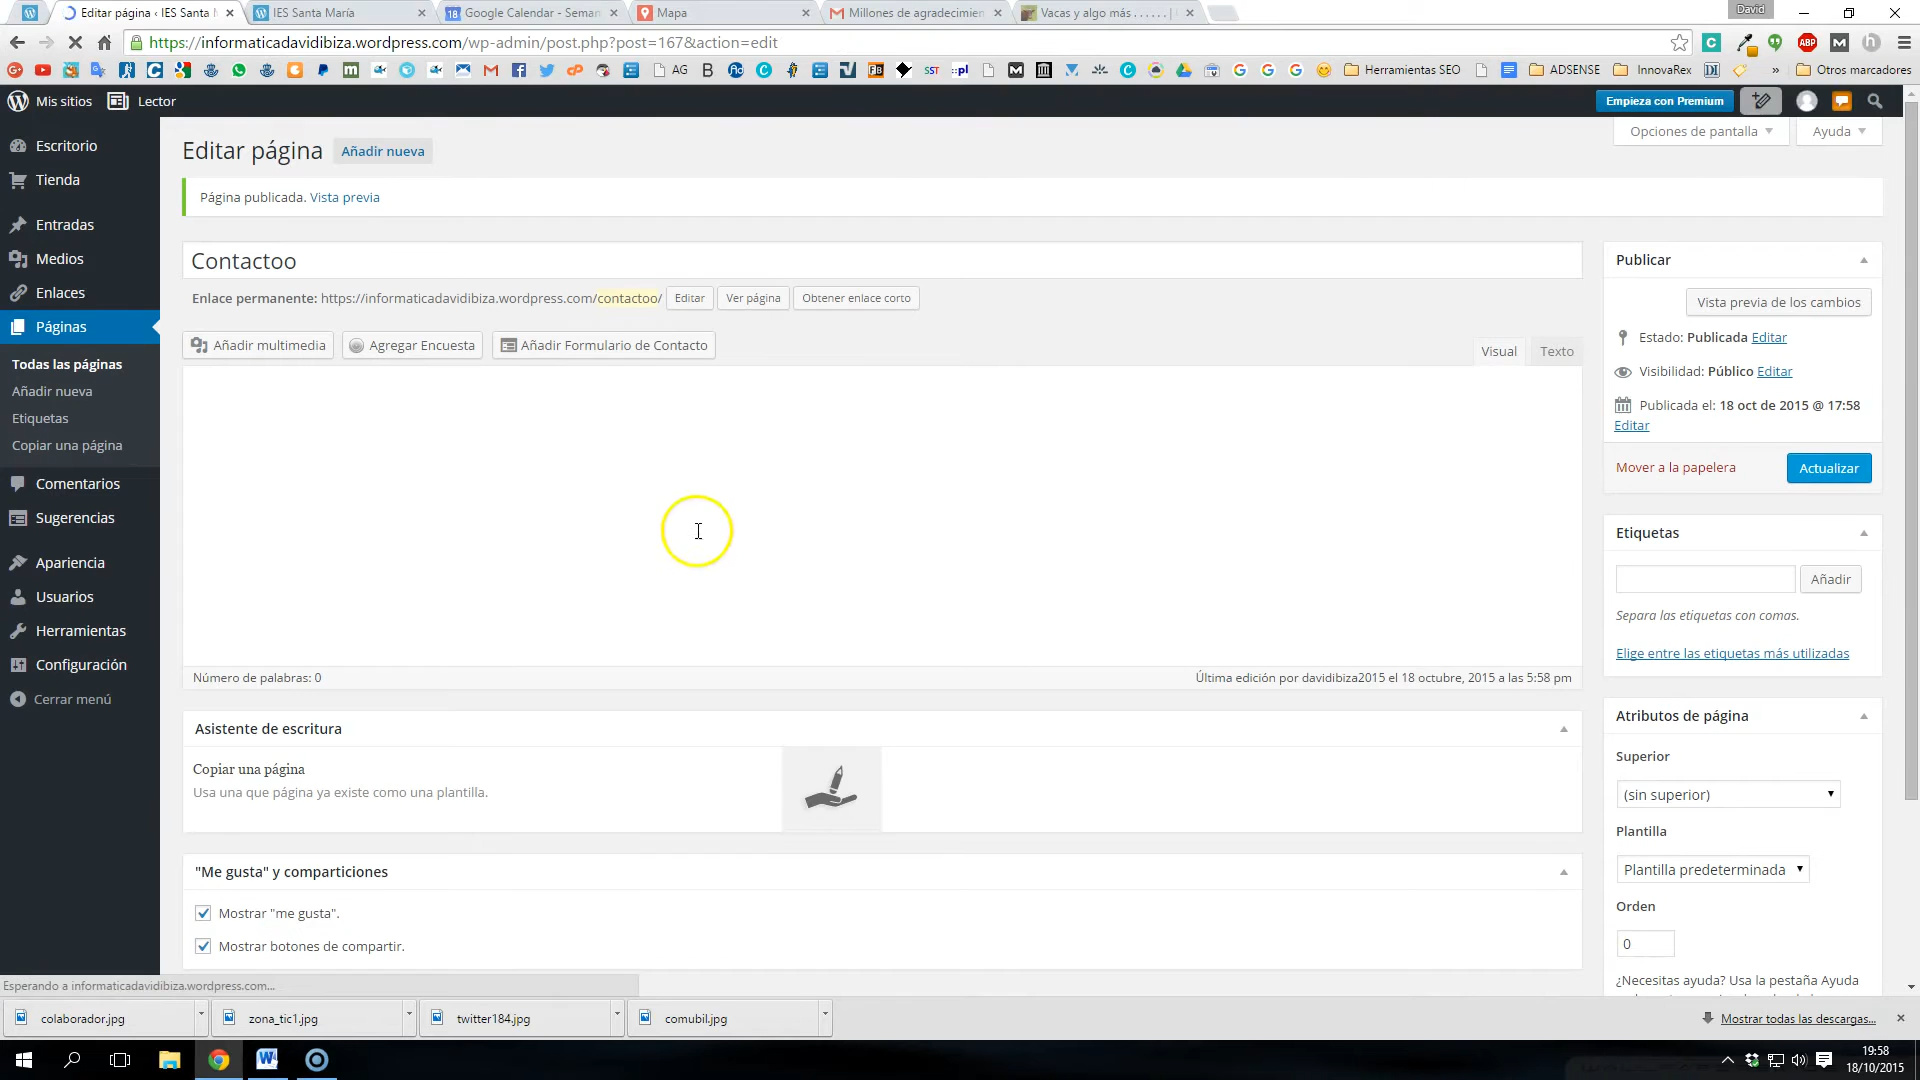 Editar página ‹ IES Santa M
IES Santa María
Google Calendar - Seman
Mapa
Millones de agradecimien
Vacas y algo más . . . . . . |
David
https://informaticadavidibiza.wordpress.com/wp-admin/post.php?post=167&action=edit
AG
Herramientas SEO
ADSENSE
InnovaRex
Otros marcadores
Mis sitios
Lector
Empieza con Premium
Escritorio
Tienda
Entradas
Medios
Enlaces
Páginas
Todas las páginas
Añadir nueva
Etiquetas
Copiar una página
Comentarios
Sugerencias
Apariencia
Usuarios
Herramientas
Configuración
Cerrar menú
Opciones de pantalla
Ayuda
Editar página
Añadir nueva
Página publicada. Vista previa
Contactoo
Enlace permanente: https://informaticadavidibiza.wordpress.com/contactoo/
Editar
Ver página
Obtener enlace corto
Añadir multimedia
Agregar Encuesta
Añadir Formulario de Contacto
Visual
Texto
Número de palabras: 0
Última edición por davidibiza2015 el 18 octubre, 2015 a las 5:58 pm
Asistente de escritura
Copiar una página
Usa una que página ya existe como una plantilla.
"Me gusta" y comparticiones
Mostrar "me gusta".
Mostrar botones de compartir.
Publicar
Vista previa de los cambios
Estado: Publicada Editar
Visibilidad: Público Editar
Publicada el: 18 oct de 2015 @ 17:58
Editar
Mover a la papelera
Actualizar
Etiquetas
Añadir
Separa las etiquetas con comas.
Elige entre las etiquetas más utilizadas
Atributos de página
Superior
(sin superior)
Plantilla
Plantilla predeterminada
Orden
0
¿Necesitas ayuda? Usa la pestaña Ayuda
Esperando a informaticadavidibiza.wordpress.com...
colaborador.jpg
zona_tic1.jpg
twitter184.jpg
comubil.jpg
Mostrar todas las descargas...
19:58
18/10/2015